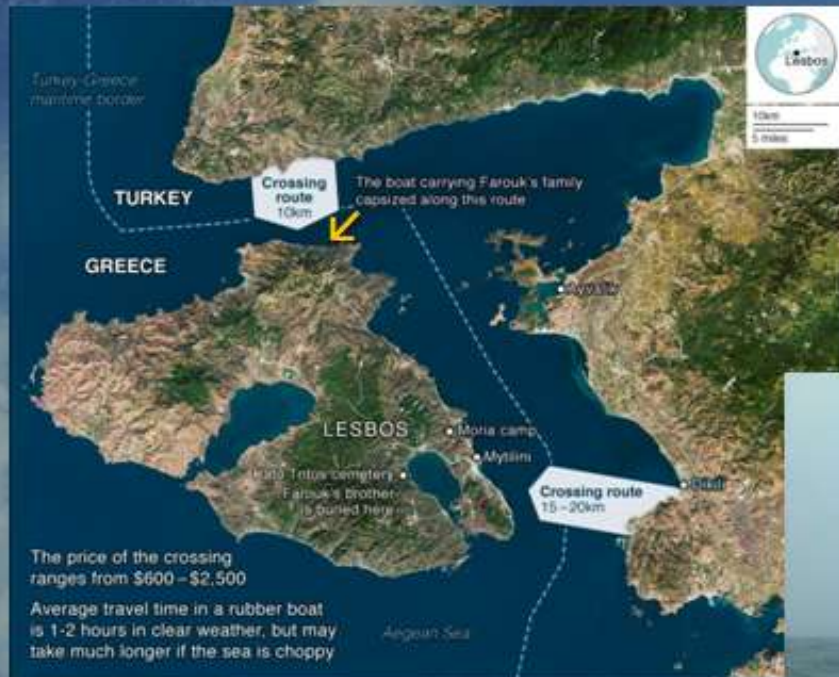 Lesbos
10km
5 miles
Turkey-Greece
maritime border
TURKEY
Crossing
route
10km
The boat carrying Farouk's family
capsized along this route
GREECE
Ayvalik
LESBOS
Moria camp
Mytilini
Kato Tritos cemetery
Farouk's brother
is buried here
Dikili
Crossing route
15–20km
The price of the crossing
ranges from $600–$2,500
Average travel time in a rubber boat
is 1-2 hours in clear weather, but may
take much longer if the sea is choppy
Aegean Sea